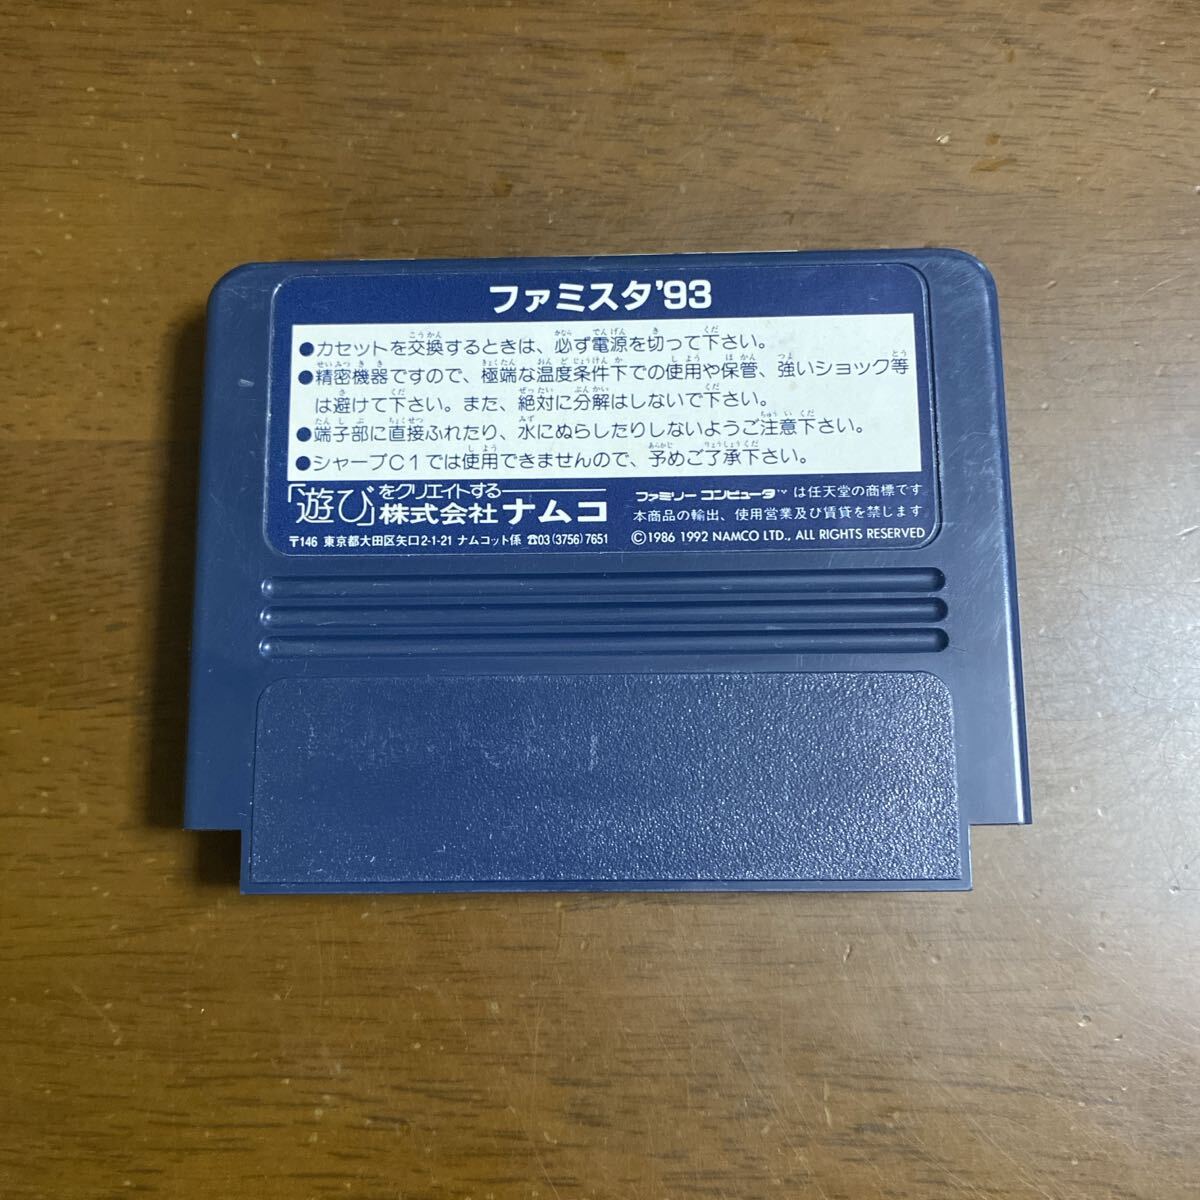 ファミスタ'93
●カセットを交換するときは、必ず電源を切って下さい。
●精密機器ですので、極端な温度条件下での使用や保管、強いショック等
は避けて下さい。また、絶対に分解はしないで下さい。
●端子部に直接ふれたり、水にぬらしたりしないようご注意下さい。
●シャープC1では使用できませんので、予めご了承下さい。
「遊び」をクリエイトする
株式会社ナムコ
〒146 東京都大田区矢口2-1-21 ナムコット係 ☎03(3756)7651
ファミリーコンピュータ™は任天堂の商標です
本商品の輸出、使用営業及び賃貸を禁じます
©1986 1992 NAMCO LTD., ALL RIGHTS RESERVED